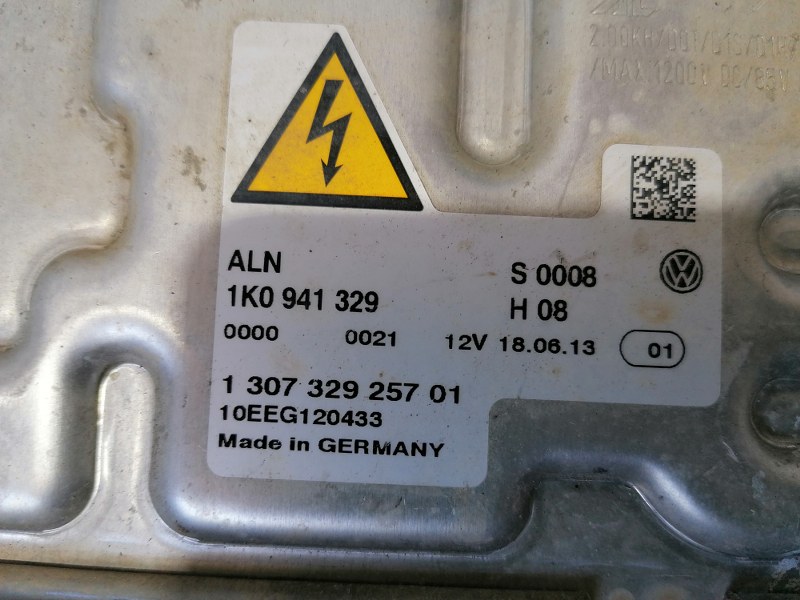 ALN
S 0008
1K0 941 329
H 08
0000 0021 12V 18.06.13 01
1 307 329 257 01
10EEG120433
Made in GERMANY